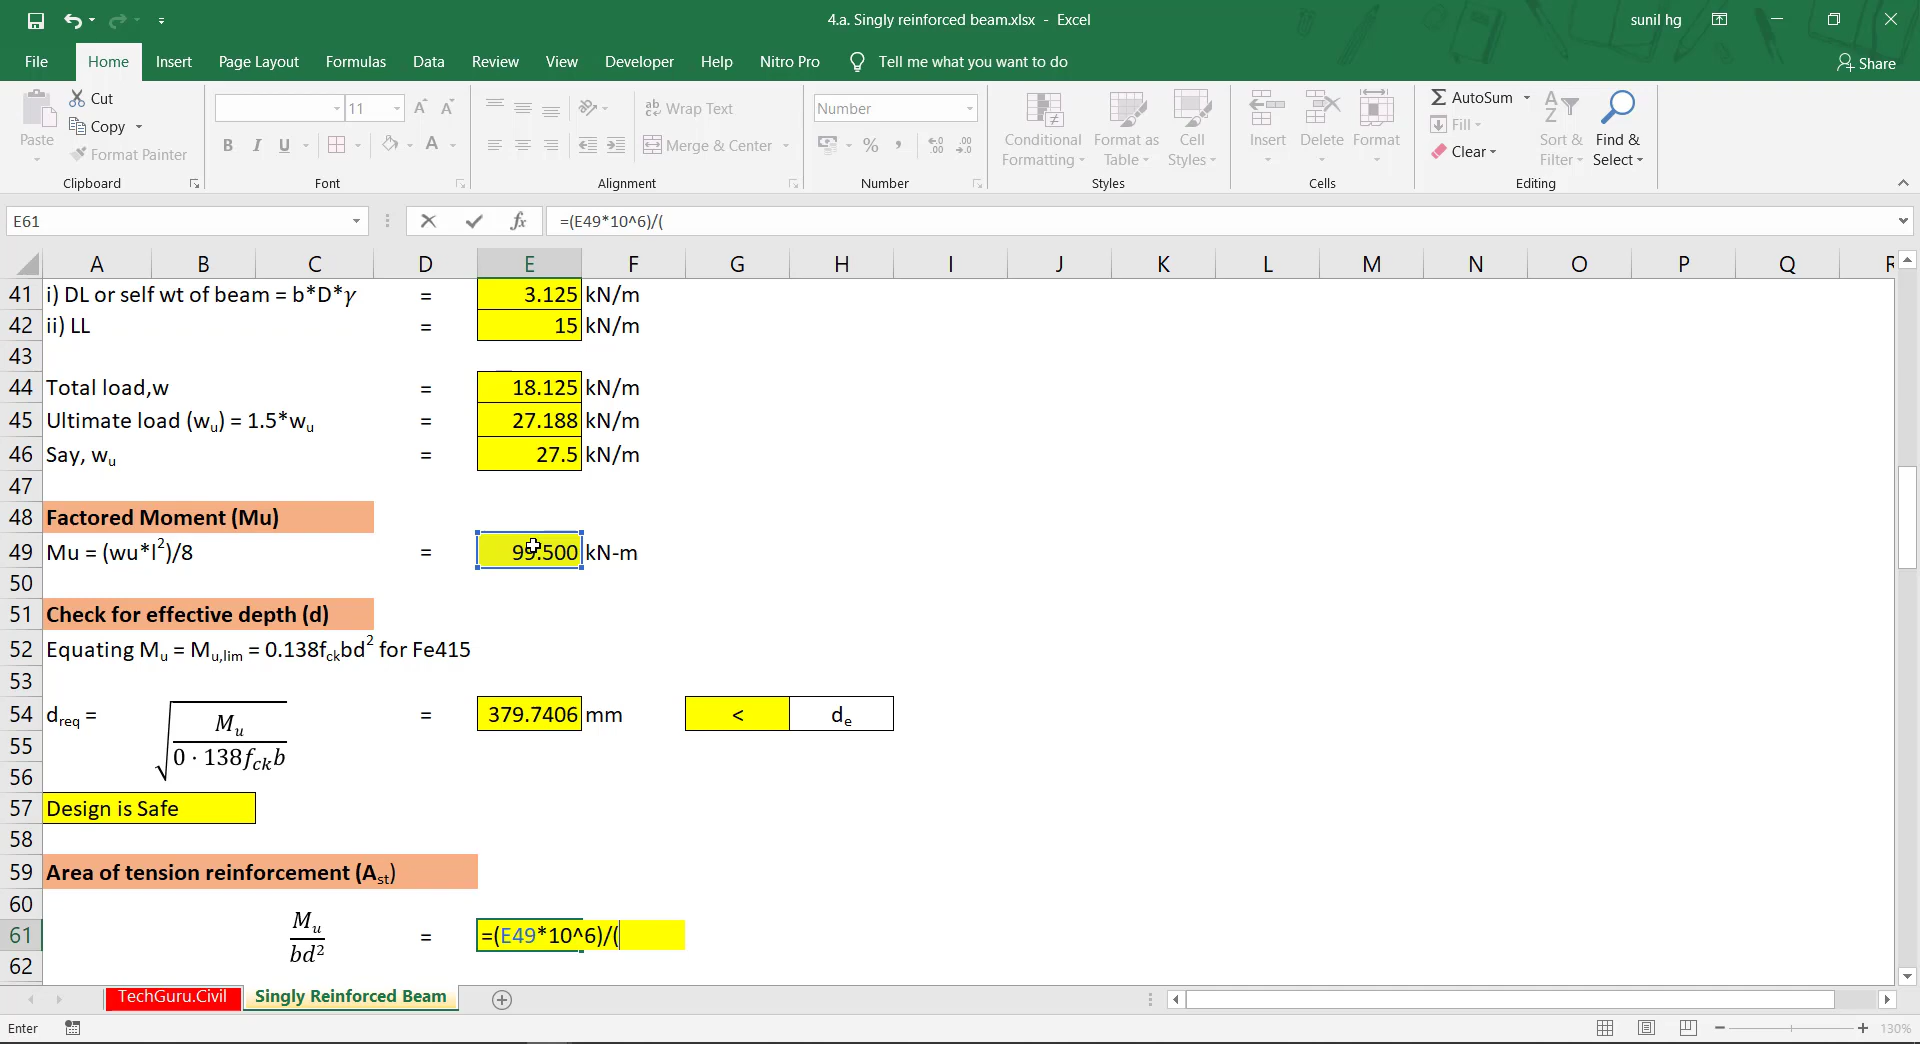 4.a. Singly reinforced beam.xlsx - Excel
sunil hg
File Home Insert Page Layout Formulas Data Review View Developer Help Nitro Pro Tell me what you want to do Share
Paste
Cut
Copy
Format Painter
Clipboard
11
B I U
Font
Wrap Text
Merge & Center
Alignment
Number
Number
Conditional Formatting
Format as Table
Cell Styles
Styles
Insert Delete Format
Cells
AutoSum
Fill
Clear
Sort & Filter
Find & Select
Editing
E61 fx =(E49*10^6)/(
A B C D E F G H I J K L M N O P Q R
41 i) DL or self wt of beam = b*D*γ = 3.125 kN/m
42 ii) LL = 15 kN/m
43
44 Total load,w = 18.125 kN/m
45 Ultimate load (wu) = 1.5*wu = 27.188 kN/m
46 Say, wu = 27.5 kN/m
47
48 Factored Moment (Mu)
49 Mu = (wu*l²)/8 = 99.500 kN-m
50
51 Check for effective depth (d)
52 Equating Mu = Mu,lim = 0.138fckbd² for Fe415
53
54 dreq = √(Mu / 0·138fckb) = 379.7406 mm < de
55
56
57 Design is Safe
58
59 Area of tension reinforcement (Ast)
60
61 Mu / bd² = =(E49*10^6)/(
62
TechGuru.Civil Singly Reinforced Beam
Enter
130%